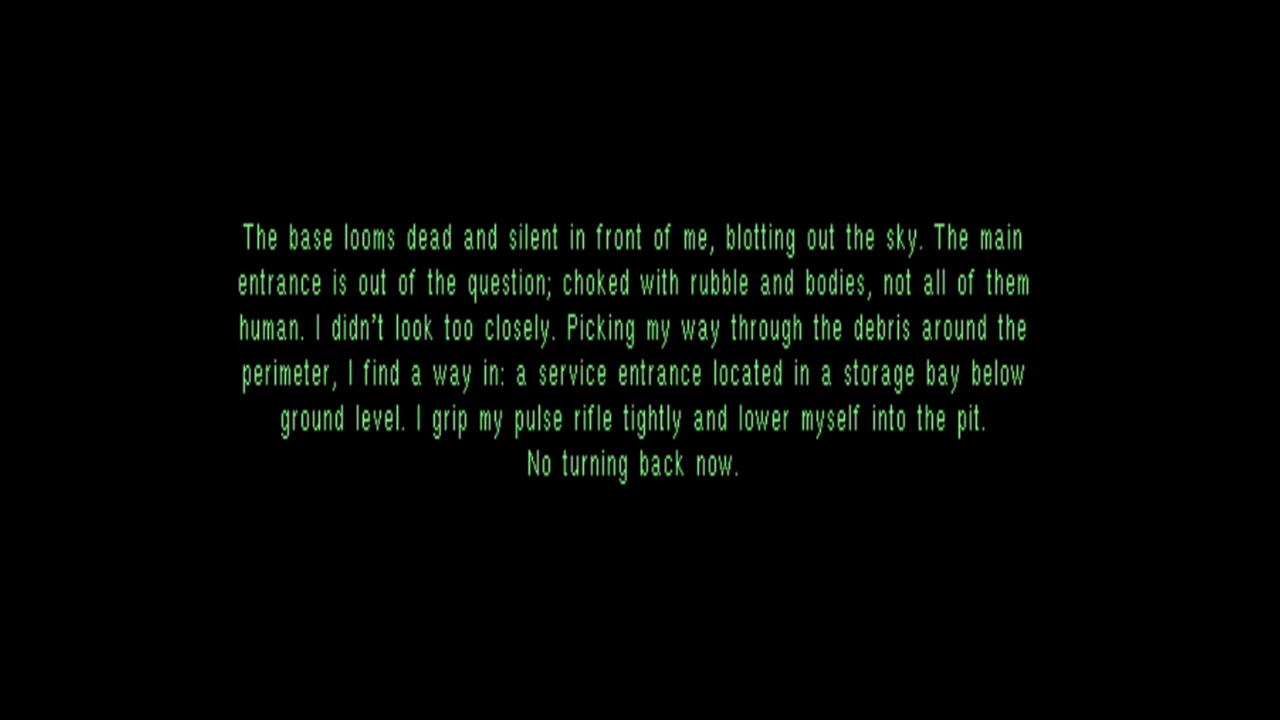 The base looms dead and silent in front of me, blotting out the sky. The main
entrance is out of the question; choked with rubble and bodies, not all of them
human. I didn't look too closely. Picking my way through the debris around the
perimeter, I find a way in: a service entrance located in a storage bay below
ground level. I grip my pulse rifle tightly and lower myself into the pit.
No turning back now.